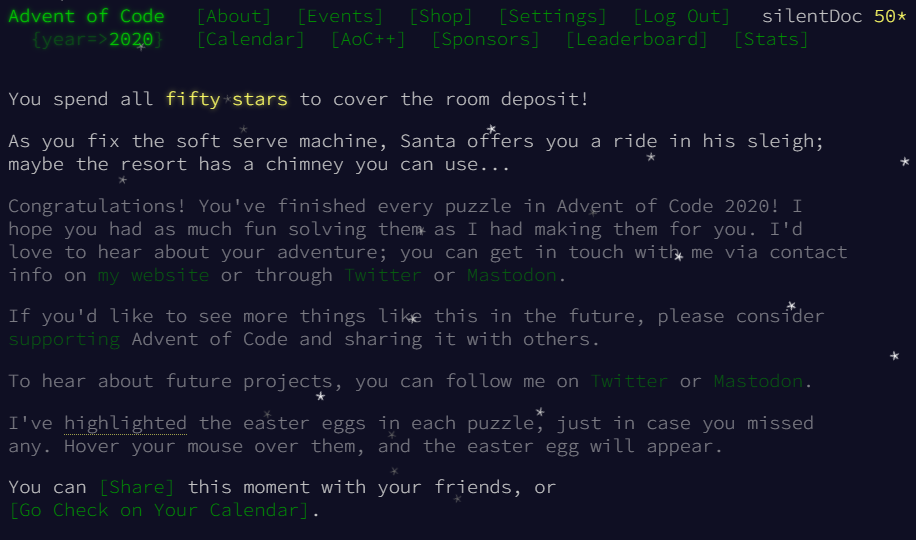 Advent of Code [About] [Events] [Shop] [Settings] [Log Out] silentDoc 50*
{year=>2020} [Calendar] [AoC++] [Sponsors] [Leaderboard] [Stats]
You spend all fifty stars to cover the room deposit!
As you fix the soft serve machine, Santa offers you a ride in his sleigh;
maybe the resort has a chimney you can use...
Congratulations! You've finished every puzzle in Advent of Code 2020! I
hope you had as much fun solving them as I had making them for you. I'd
love to hear about your adventure; you can get in touch with me via contact
info on my website or through Twitter or Mastodon.
If you'd like to see more things like this in the future, please consider
supporting Advent of Code and sharing it with others.
To hear about future projects, you can follow me on Twitter or Mastodon.
I've highlighted the easter eggs in each puzzle, just in case you missed
any. Hover your mouse over them, and the easter egg will appear.
You can [Share] this moment with your friends, or
[Go Check on Your Calendar].